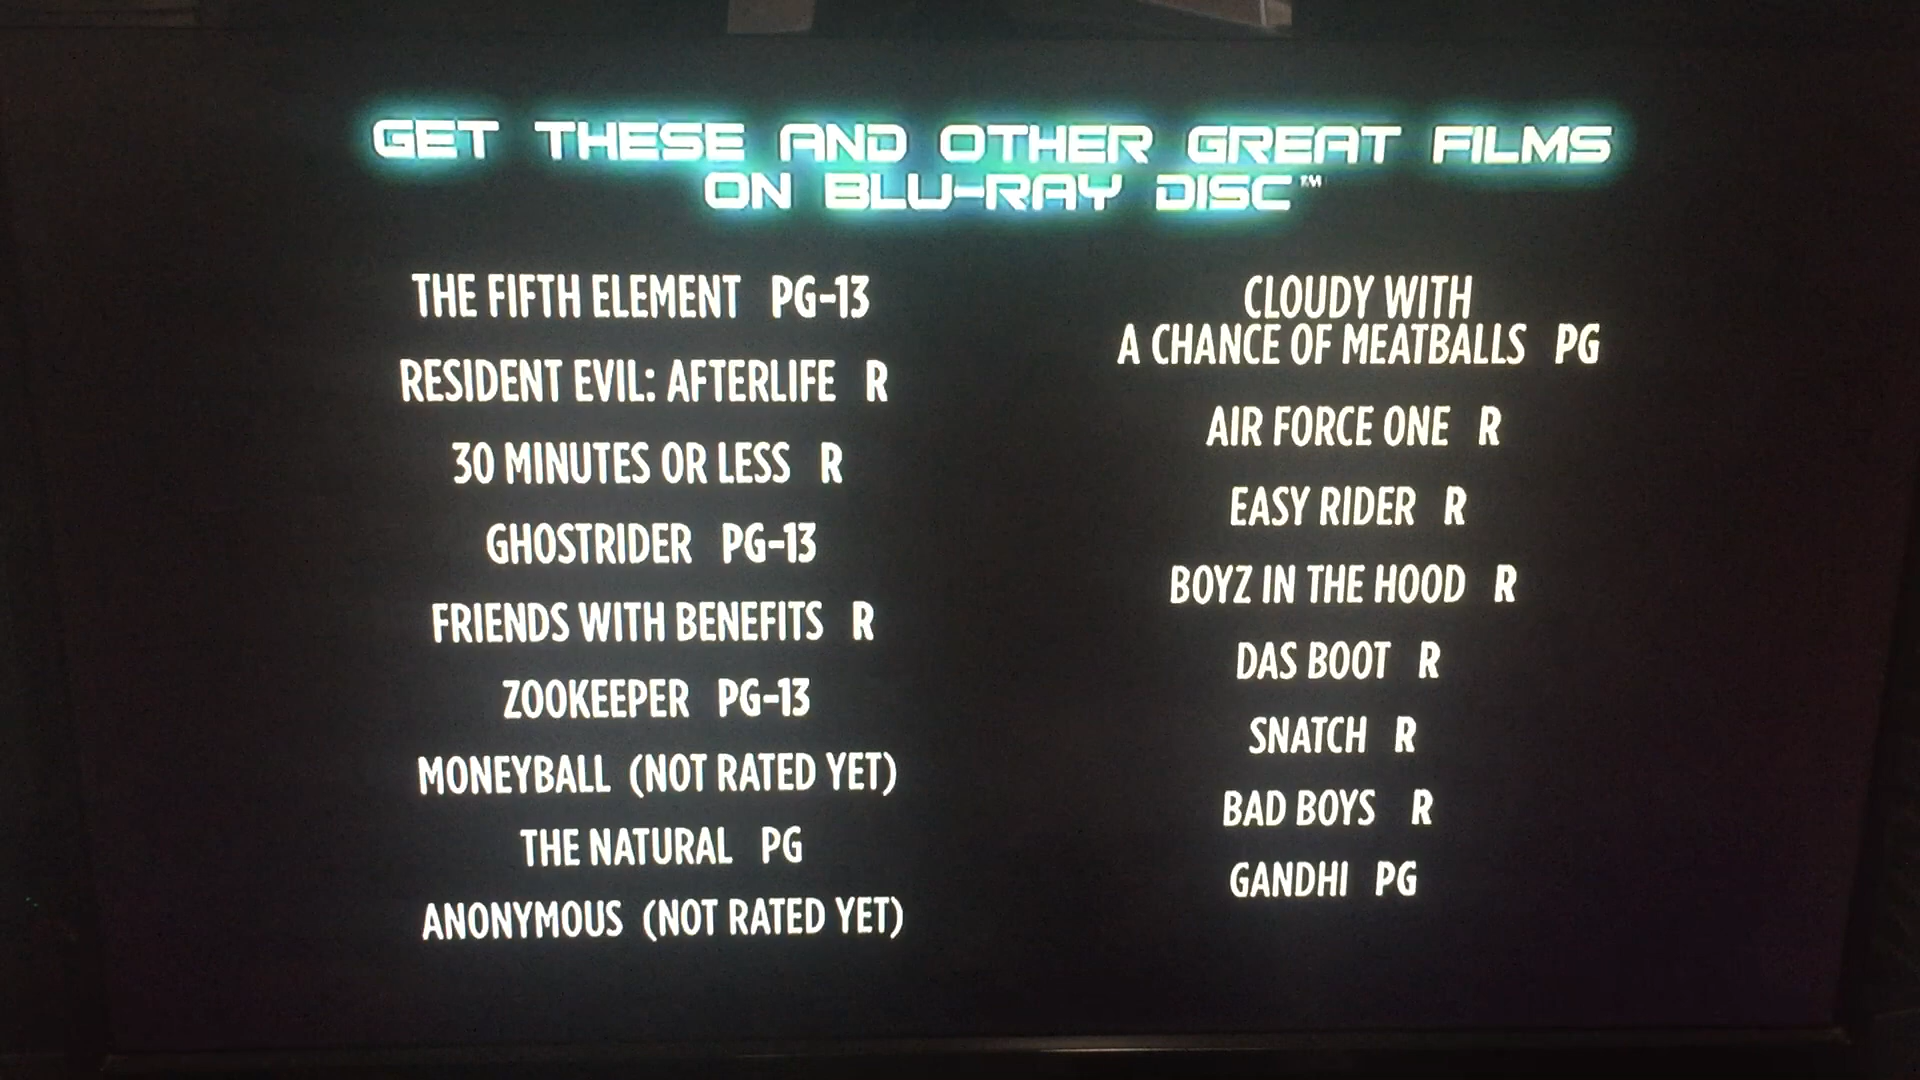 GET THESE AND OTHER GREAT FILMS
ON BLU-RAY DISC™
THE FIFTH ELEMENT PG-13
RESIDENT EVIL: AFTERLIFE R
30 MINUTES OR LESS R
GHOSTRIDER PG-13
FRIENDS WITH BENEFITS R
ZOOKEEPER PG-13
MONEYBALL (NOT RATED YET)
THE NATURAL PG
ANONYMOUS (NOT RATED YET)
CLOUDY WITH
A CHANCE OF MEATBALLS PG
AIR FORCE ONE R
EASY RIDER R
BOYZ IN THE HOOD R
DAS BOOT R
SNATCH R
BAD BOYS R
GANDHI PG